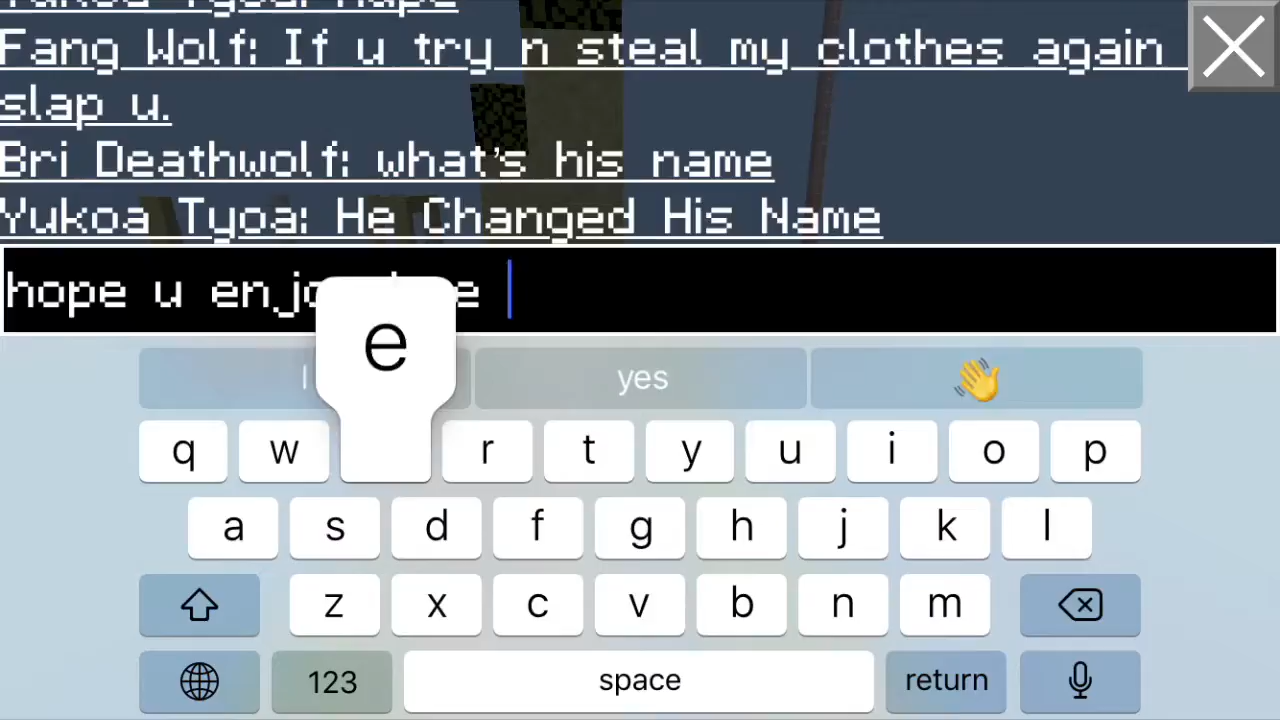 Fang Wolf: If u try n steal my clothes again
slap u.
Bri Deathwolf: what's his name
Yukoa Tyoa: He Changed His Name
hope u
e
yes 👋
q w r t y u i o p
a s d f g h j k l
z x c v b n m
123 space return